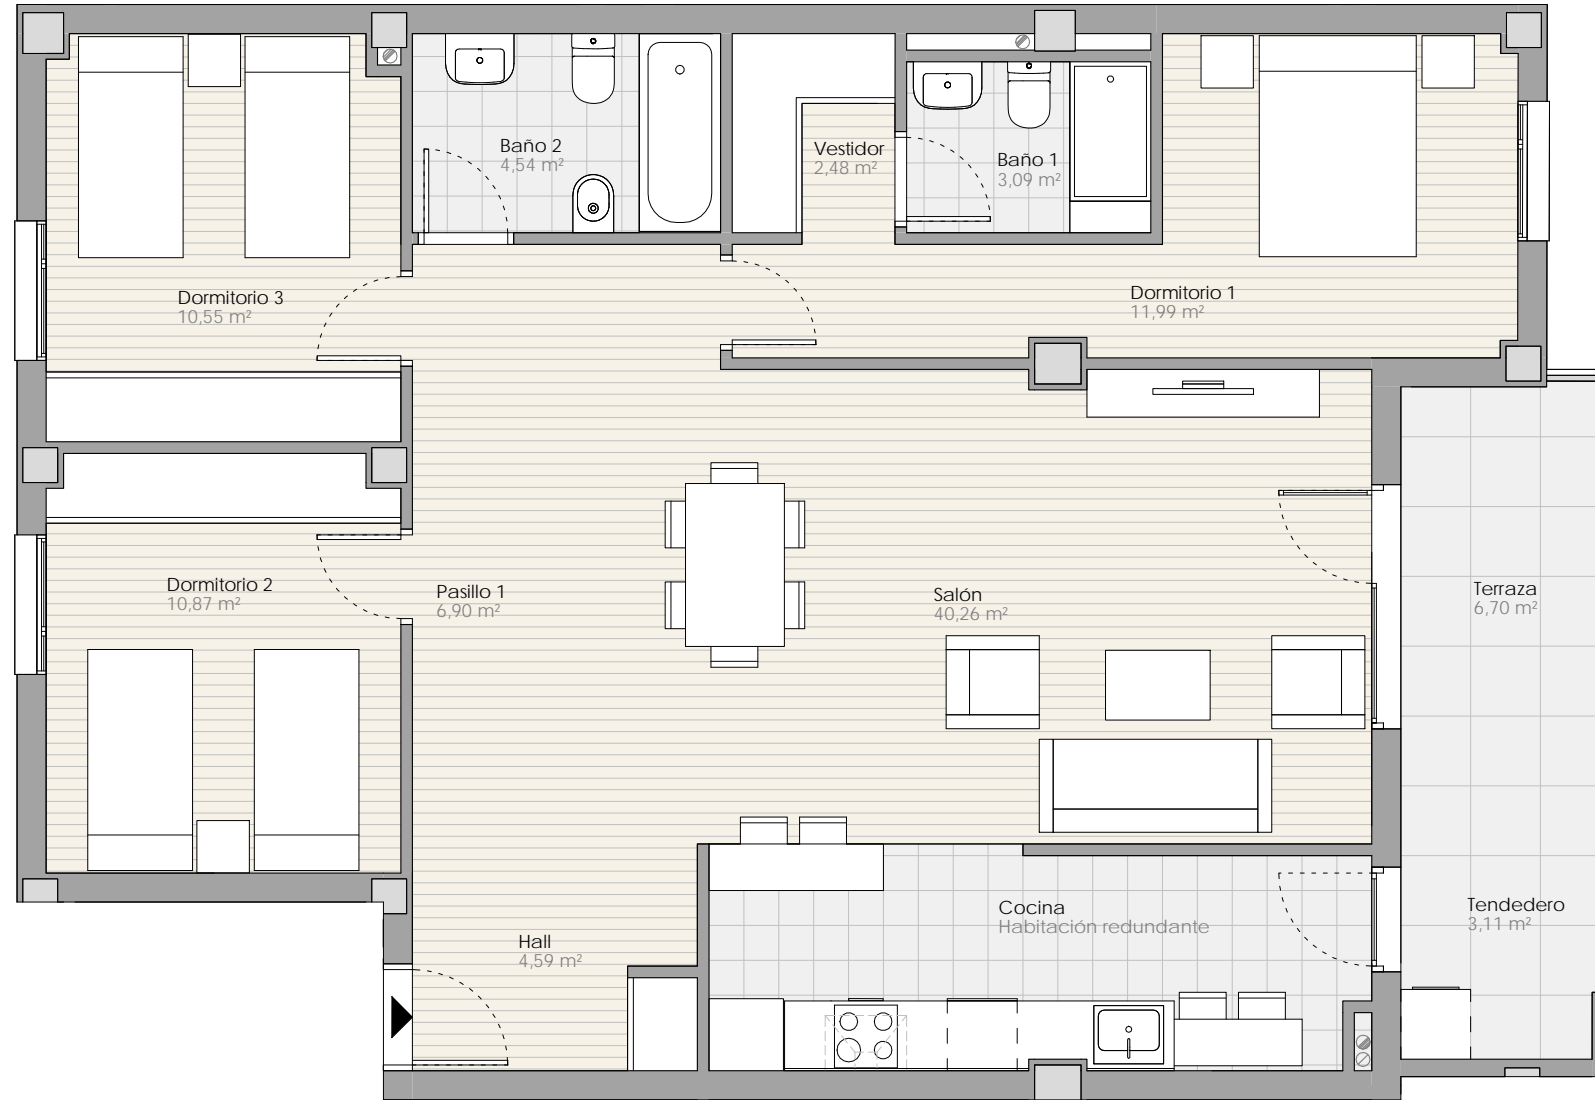 Baño 2
4,54 m²
Vestidor
2,48 m²
Baño 1
3,09 m²
Dormitorio 3
10,55 m²
Dormitorio 1
11,99 m²
Dormitorio 2
10,87 m²
Pasillo 1
6,90 m²
Salón
40,26 m²
Terraza
6,70 m²
Cocina
Habitación redundante
Tendedero
3,11 m²
Hall
4,59 m²